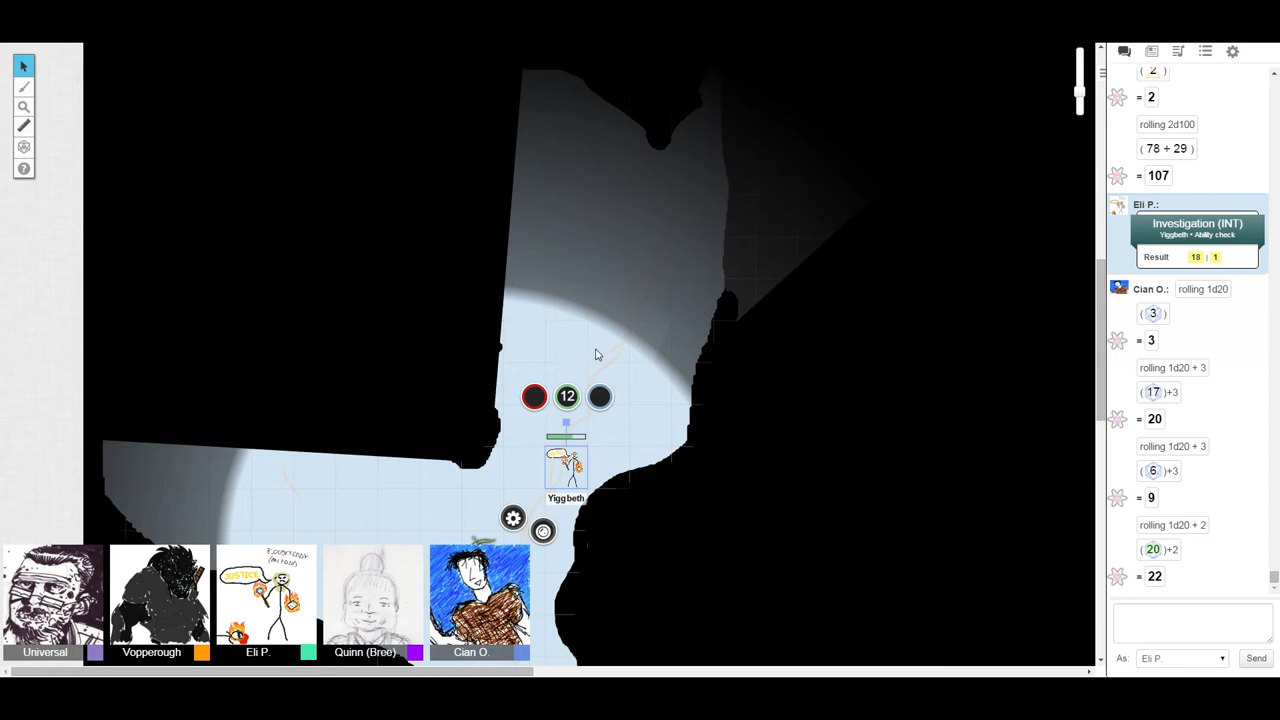 ( 2 )
= 2
rolling 2d100
( 78 + 29 )
= 107
Eli P.:
Investigation (INT)
Yiggbeth • Ability check
Result 18 | 1
Cian O.: rolling 1d20
( 3 )
= 3
rolling 1d20 + 3
( 17 )+3
= 20
rolling 1d20 + 3
( 6 )+3
= 9
rolling 1d20 + 2
( 20 )+2
= 22
12
Yiggbeth
JUSTICE
Universal
Vopperough
Eli P.
Quinn (Bree)
Cian O.
As: Eli P.
Send